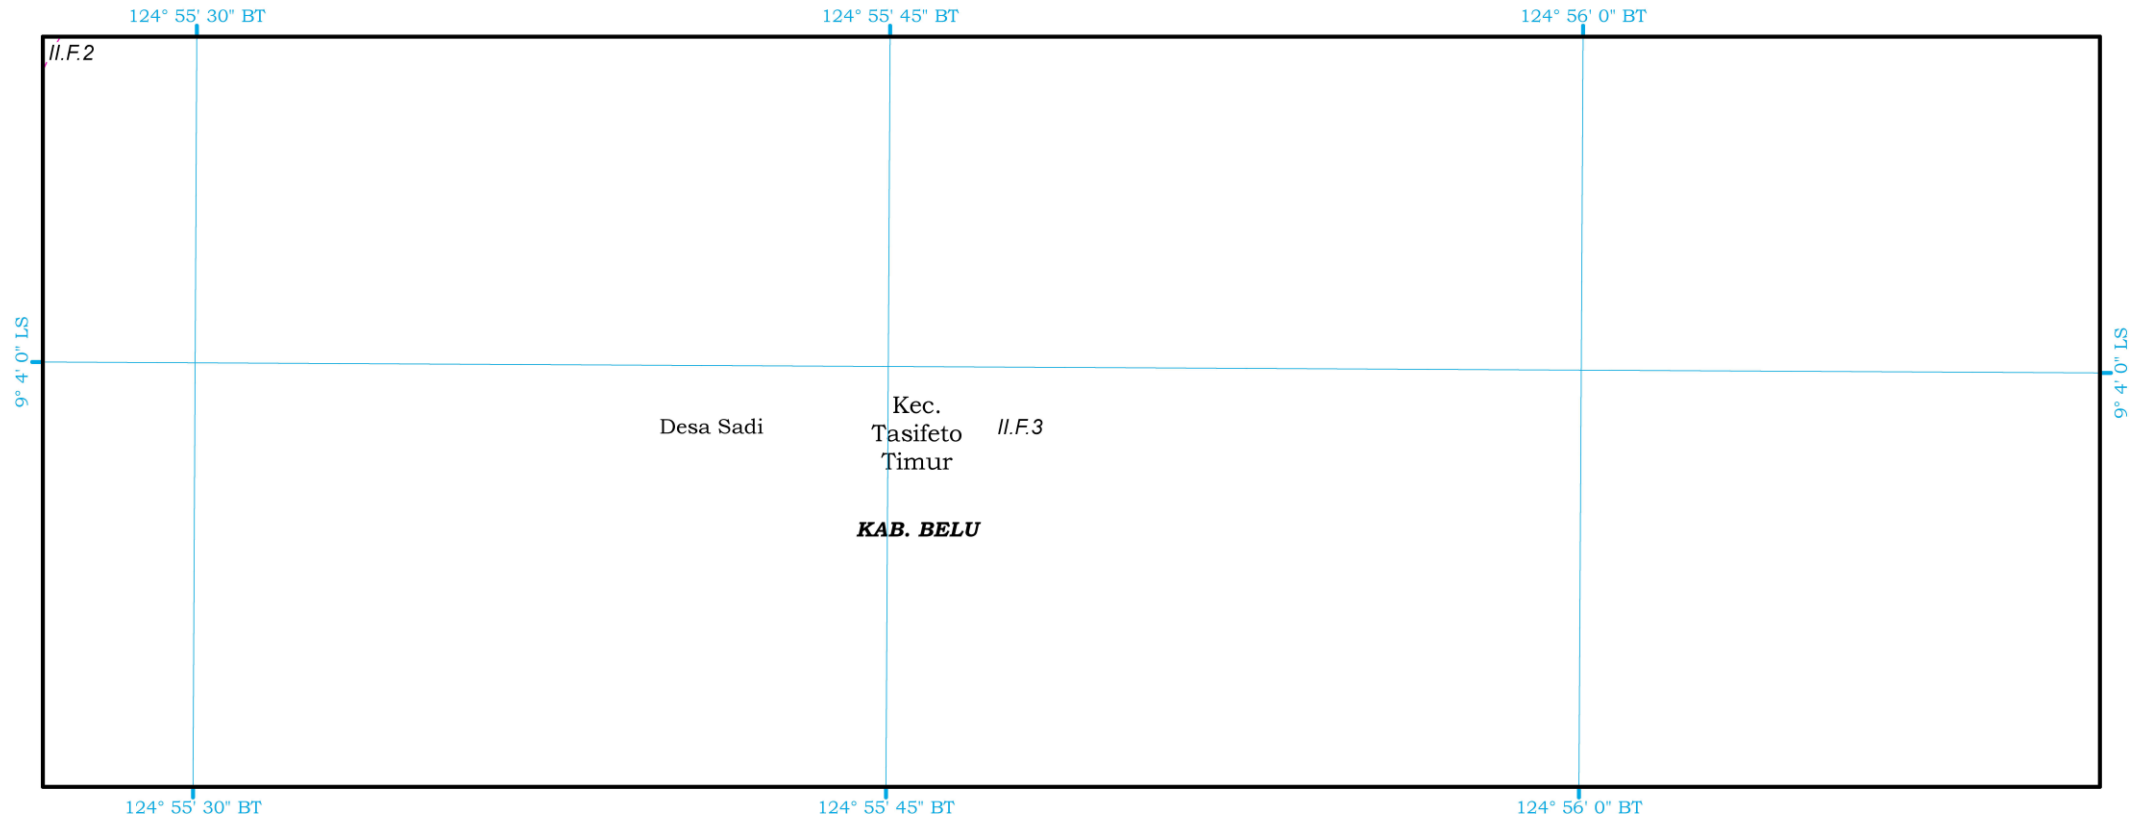 124° 55' 30" BT
124° 55' 45" BT
124° 56' 0" BT
II.F.2
9° 4' 0" LS
9° 4' 0" LS
Kec.
Desa Sadi
Tasifeto
II.F.3
Timur
KAB. BELU
124° 55' 30" BT
124° 55' 45" BT
124° 56' 0" BT